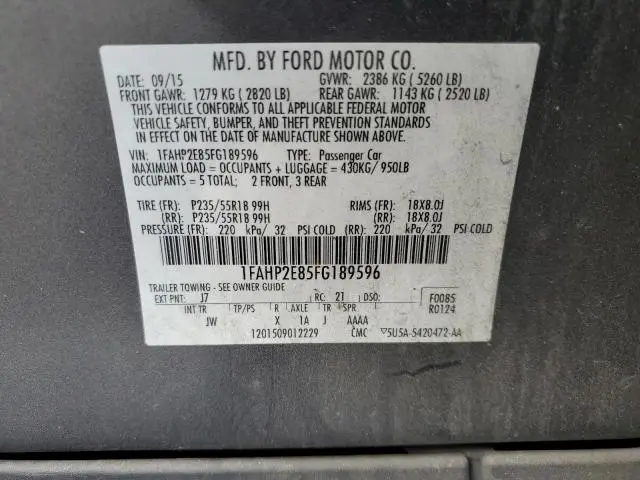 MFD. BY FORD MOTOR CO.
DATE: 09/15 GVWR: 2386 KG ( 5260 LB)
FRONT GAWR: 1279 KG ( 2820 LB) REAR GAWR: 1143 KG ( 2520 LB)
THIS VEHICLE CONFORMS TO ALL APPLICABLE FEDERAL MOTOR
VEHICLE SAFETY, BUMPER, AND THEFT PREVENTION STANDARDS
IN EFFECT ON THE DATE OF MANUFACTURE SHOWN ABOVE.
VIN: 1FAHP2E85FG189596 TYPE: Passenger Car
MAXIMUM LOAD = OCCUPANTS + LUGGAGE = 430KG/ 950LB
OCCUPANTS = 5 TOTAL; 2 FRONT, 3 REAR
TIRE (FR): P235/55R18 99H RIMS (FR): 18X8.0J
(RR): P235/55R18 99H (RR): 18X8.0J
PRESSURE (FR): 220 kPa/ 32 PSI COLD (RR): 220 kPa/ 32 PSI COLD
1FAHP2E85FG189596
TRAILER TOWING - SEE OWNER GUIDE
EXT PNT: J7 RC: 21 DSO: F0085
INT TR TP/PS R AXLE TR SPR R0124
JW X 1A J AAAA
1201509012229 CMC 5U5A-5420472-AA